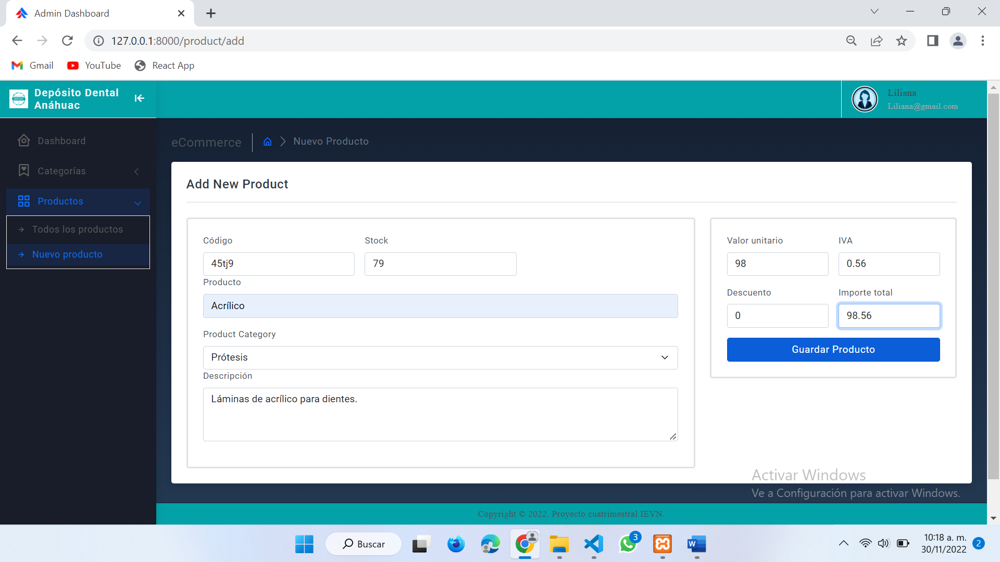 Admin Dashboard
127.0.0.1:8000/product/add
Gmail YouTube React App
Depósito Dental
Anáhuac
Liliana
Liliana@gmail.com
Dashboard
Categorías
Productos
Todos los productos
Nuevo producto
eCommerce Nuevo Producto
Add New Product
Código Stock
45tj9 79
Producto
Acrílico
Product Category
Prótesis
Descripción
Láminas de acrílico para dientes.
Valor unitario IVA
98 0.56
Descuento Importe total
0 98.56
Guardar Producto
Activar Windows
Ve a Configuración para activar Windows.
Copyright © 2022. Proyecto cuatrimestral IEVN.
Buscar
3
W
10:18 a. m.
30/11/2022
2